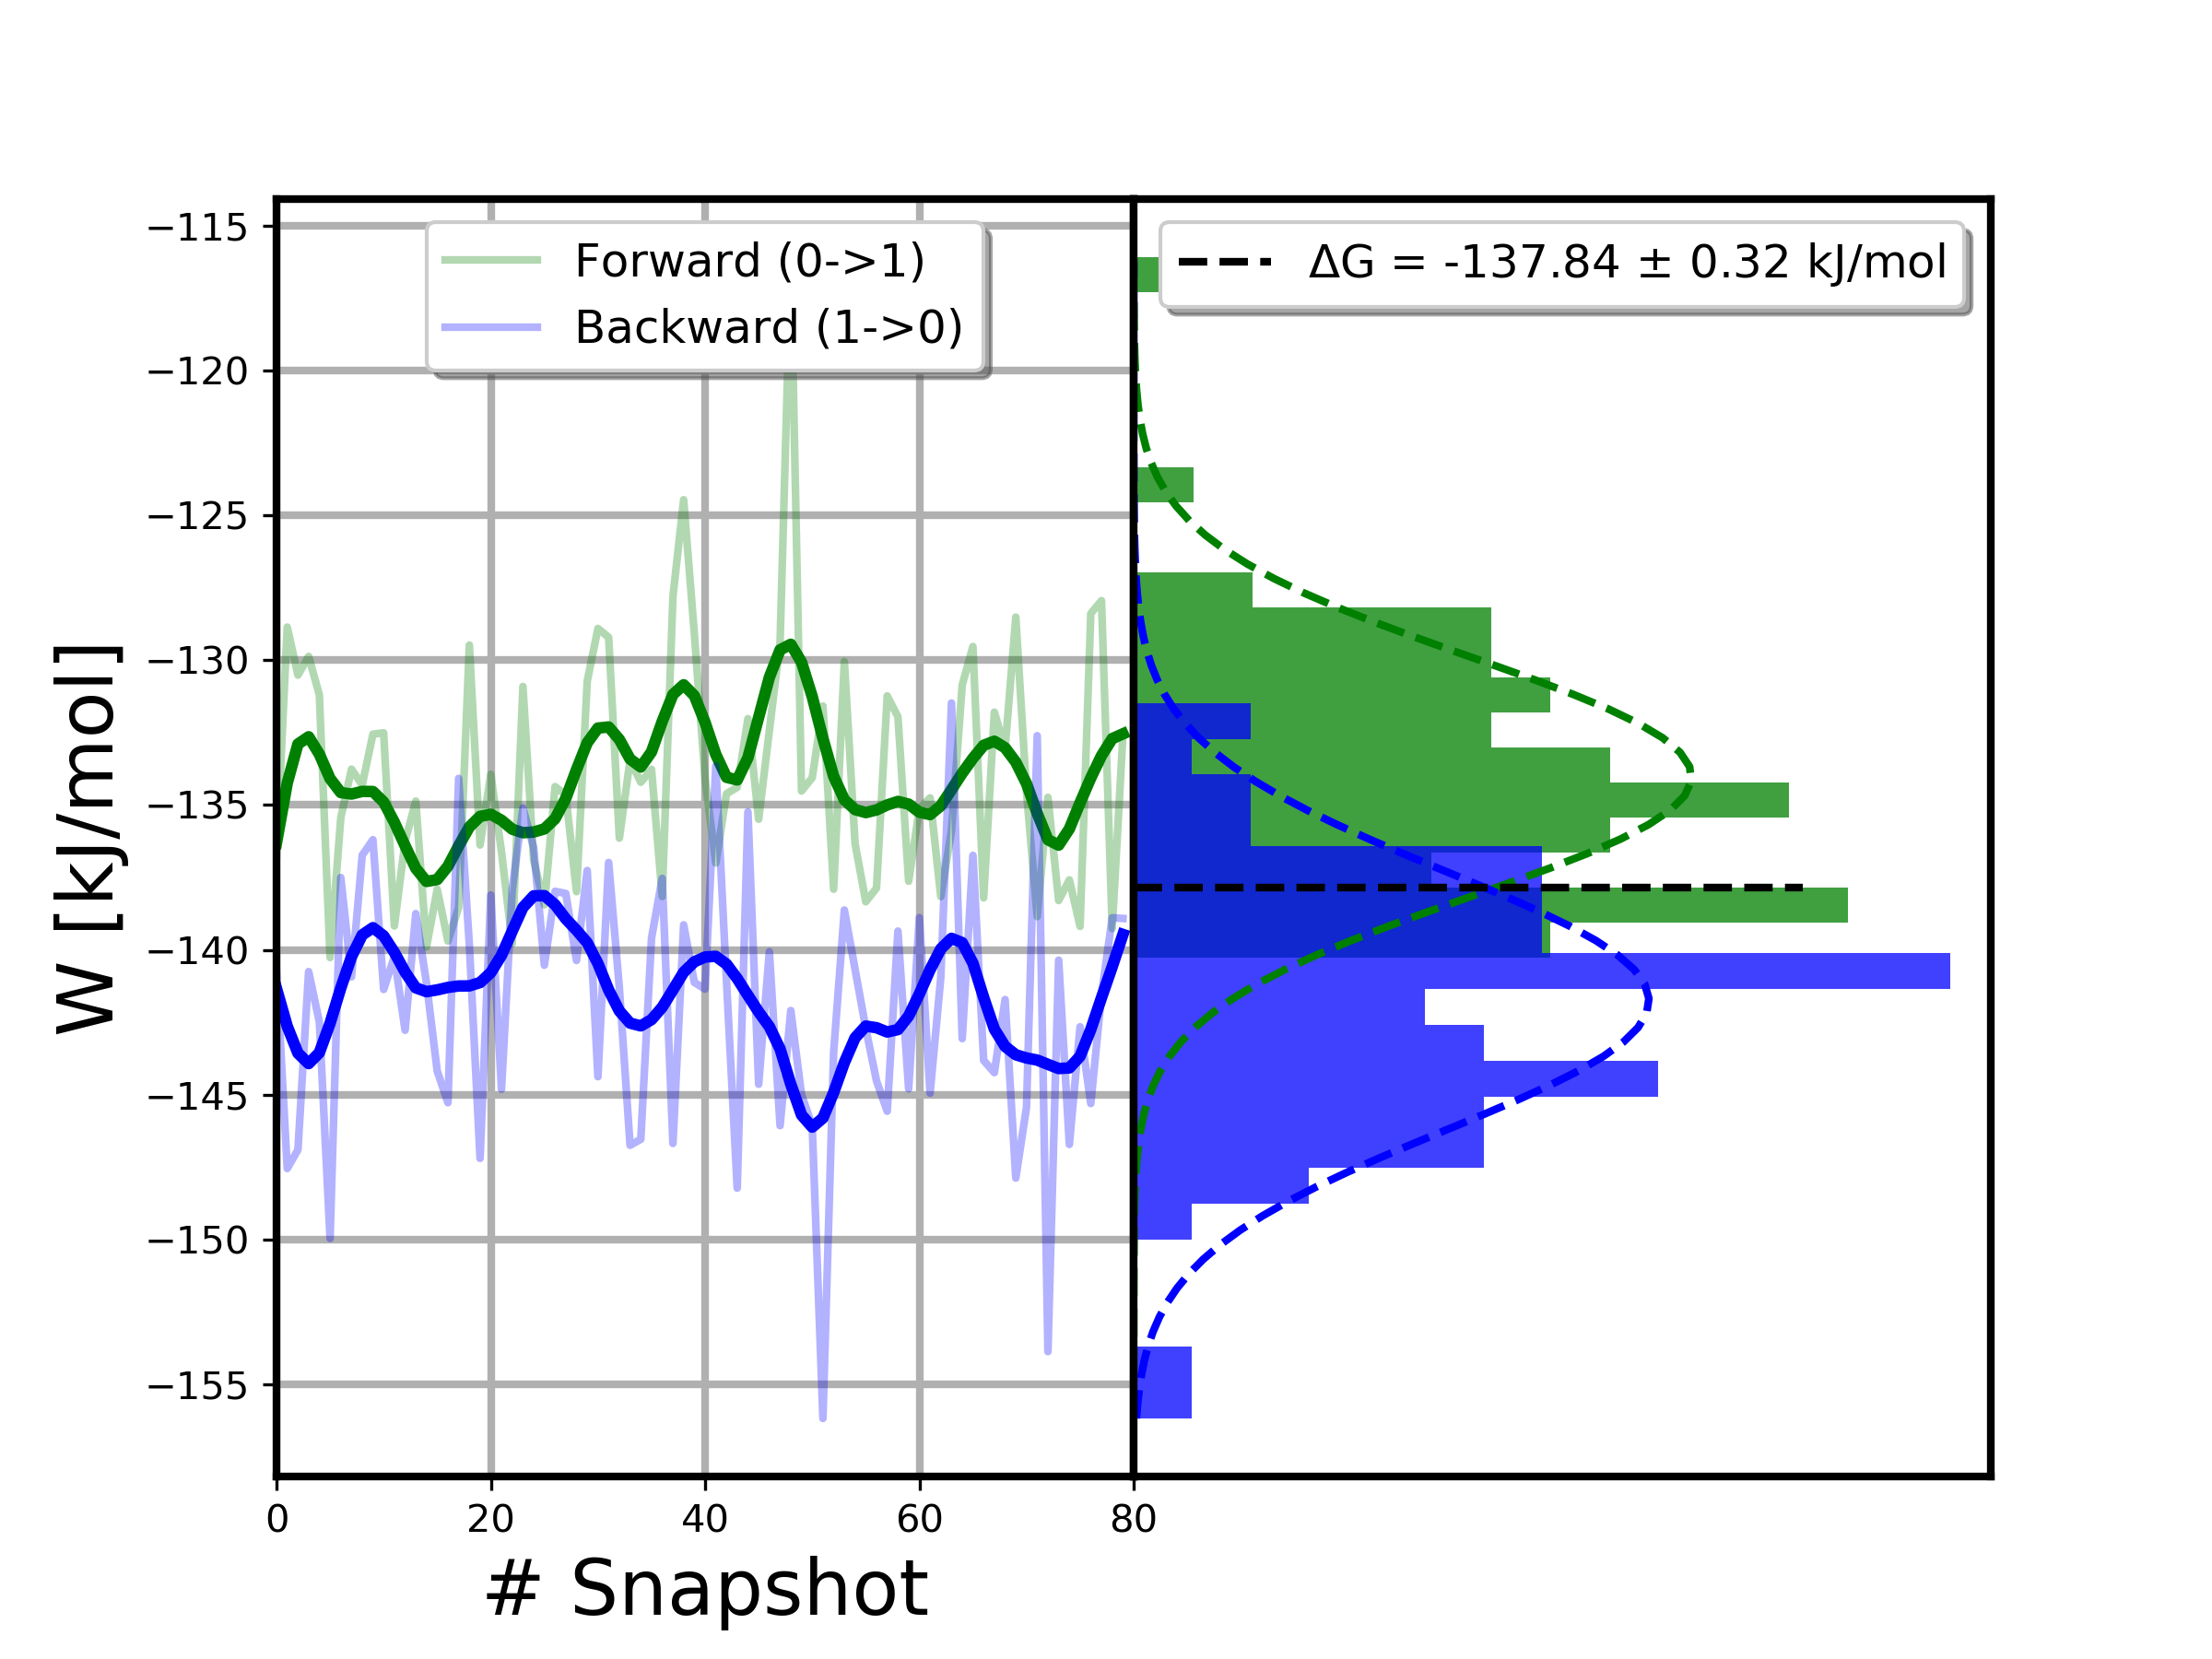 Forward (0->1)
Backward (1->0)
ΔG = -137.84 ± 0.32 kJ/mol
W [kJ/mol]
−115
−120
−125
−130
−135
−140
−145
−150
−155
0 20 40 60 80
# Snapshot